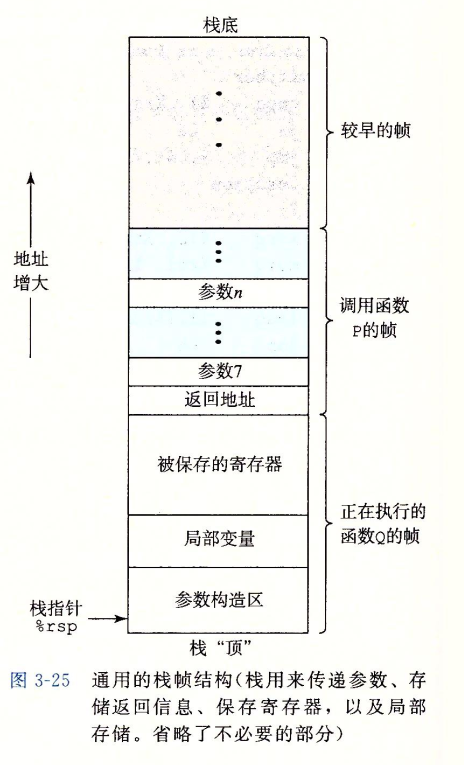 栈底
较早的帧
地址
增大
参数n
调用函数
P的帧
参数7
返回地址
被保存的寄存器
正在执行的
函数Q的帧
局部变量
参数构造区
栈指针
%rsp
栈“顶”
图 3-25 通用的栈帧结构(栈用来传递参数、存
储返回信息、保存寄存器，以及局部
存储。省略了不必要的部分)